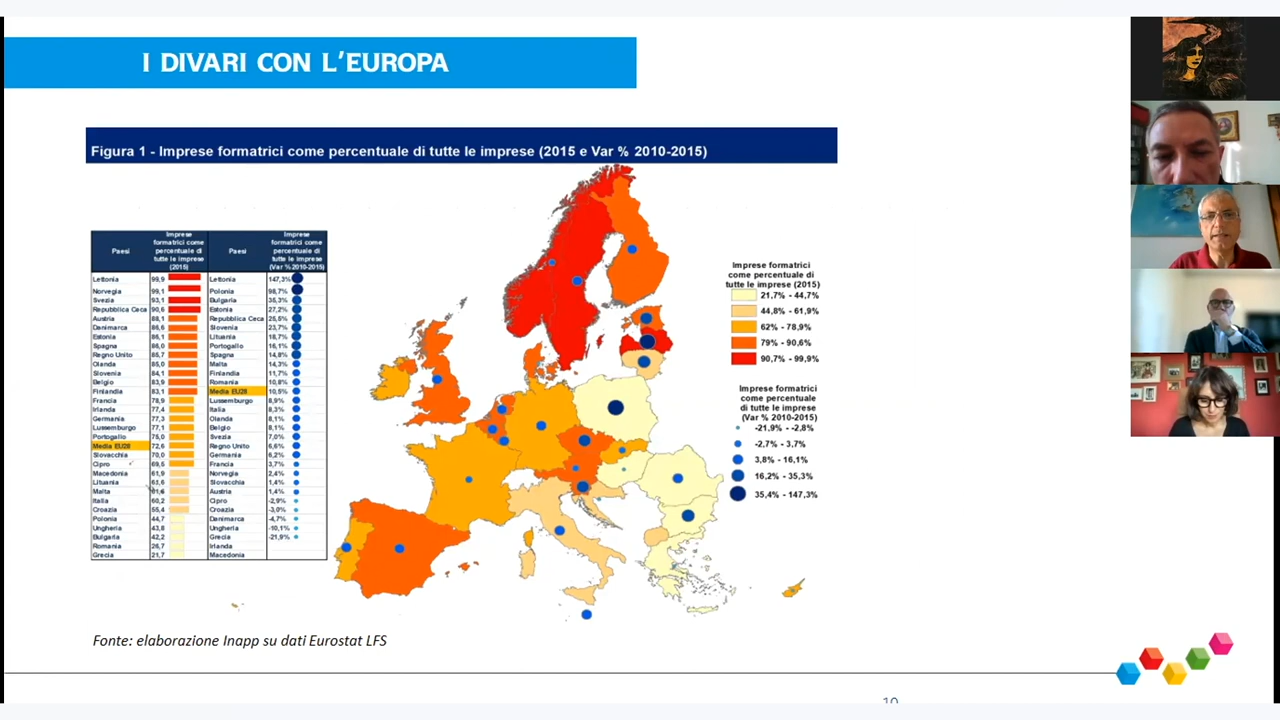 I DIVARI CON L'EUROPA
Figura 1 - Imprese formatrici come percentuale di tutte le imprese (2015 e Var % 2010-2015)
Paesi Imprese formatrici come percentuale di tutte le imprese (2015) Paesi Imprese formatrici come percentuale di tutte le imprese (Var % 2010-2015)
Lettonia 99,9 Lettonia 147,3%
Norvegia 99,1 Polonia 98,7%
Svezia 93,1 Bulgaria 35,3%
Repubblica Ceca 90,6 Estonia 27,2%
Austria 88,1 Repubblica Ceca 25,5%
Danimarca 86,6 Slovenia 23,7%
Estonia 86,1 Lituania 18,7%
Spagna 86,0 Portogallo 16,1%
Regno Unito 85,7 Spagna 14,8%
Olanda 85,0 Malta 14,3%
Slovenia 84,1 Finlandia 11,7%
Belgio 83,9 Romania 10,8%
Finlandia 83,1 Media EU28 10,5%
Francia 78,9 Lussemburgo 8,9%
Irlanda 77,4 Italia 8,3%
Germania 77,3 Olanda 8,1%
Lussemburgo 77,1 Belgio 8,1%
Portogallo 75,0 Svezia 7,0%
Media EU28 72,6 Regno Unito 6,6%
Slovacchia 70,0 Germania 6,2%
Cipro 69,5 Francia 3,7%
Macedonia 61,9 Norvegia 2,4%
Lituania Slovacchia 1,4%
Malta Austria 1,4%
Italia 60,2 Cipro -2,9%
Croazia 55,4 Croazia -3,0%
Polonia 44,7 Danimarca -4,7%
Ungheria 43,8 Ungheria -10,1%
Bulgaria 42,2 Grecia -21,9%
Romania 26,7 Irlanda
Grecia 21,7 Macedonia
Imprese formatrici
come percentuale di
tutte le imprese (2015)
21,7% - 44,7%
44,8% - 61,9%
62% - 78,9%
79% - 90,6%
90,7% - 99,9%
Imprese formatrici
come percentuale
di tutte le imprese
(Var % 2010-2015)
-21,9% - -2,8%
-2,7% - 3,7%
3,8% - 16,1%
16,2% - 35,3%
35,4% - 147,3%
Fonte: elaborazione Inapp su dati Eurostat LFS